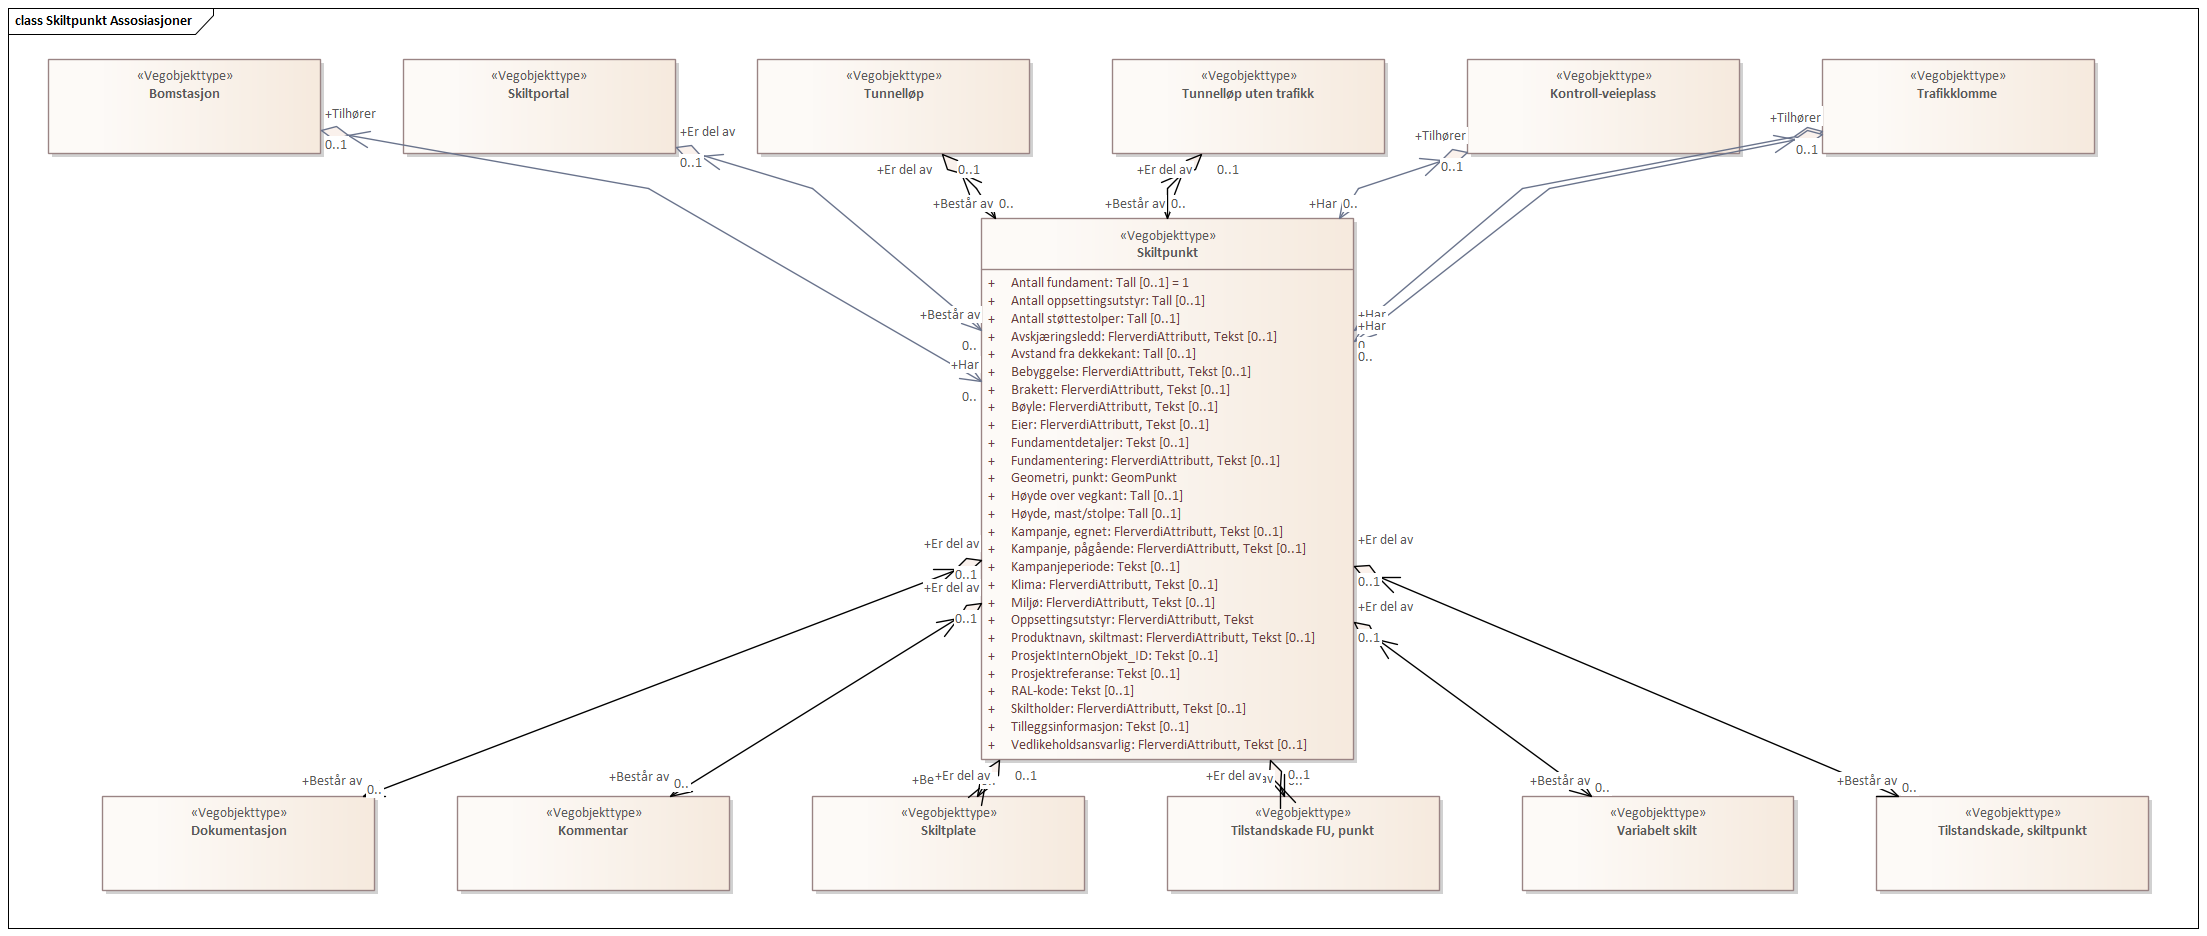 class Skiltpunkt Assosiasjoner
«Vegobjekttype»
Bomstasjon
«Vegobjekttype»
Skiltportal
«Vegobjekttype»
Tunnelløp
«Vegobjekttype»
Tunnelløp uten trafikk
«Vegobjekttype»
Kontroll-veieplass
«Vegobjekttype»
Trafikklomme
+Tilhører
0..1
+Er del av
0..1
+Er del av
0..1
+Består av 0..
+Er del av
0..1
+Består av 0..
+Tilhører
0..1
+Har 0..
+Tilhører
0..1
«Vegobjekttype»
Skiltpunkt
+ Antall fundament: Tall [0..1] = 1
+ Antall oppsettingsutstyr: Tall [0..1]
+ Antall støttestolper: Tall [0..1]
+ Avskjæringsledd: FlerverdiAttributt, Tekst [0..1]
+ Avstand fra dekkekant: Tall [0..1]
+ Bebyggelse: FlerverdiAttributt, Tekst [0..1]
+ Brakett: FlerverdiAttributt, Tekst [0..1]
+ Bøyle: FlerverdiAttributt, Tekst [0..1]
+ Eier: FlerverdiAttributt, Tekst [0..1]
+ Fundamentdetaljer: Tekst [0..1]
+ Fundamentering: FlerverdiAttributt, Tekst [0..1]
+ Geometri, punkt: GeomPunkt
+ Høyde over vegkant: Tall [0..1]
+ Høyde, mast/stolpe: Tall [0..1]
+ Kampanje, egnet: FlerverdiAttributt, Tekst [0..1]
+ Kampanje, pågående: FlerverdiAttributt, Tekst [0..1]
+ Kampanjeperiode: Tekst [0..1]
+ Klima: FlerverdiAttributt, Tekst [0..1]
+ Miljø: FlerverdiAttributt, Tekst [0..1]
+ Oppsettingsutstyr: FlerverdiAttributt, Tekst
+ Produktnavn, skiltmast: FlerverdiAttributt, Tekst [0..1]
+ ProsjektInternObjekt_ID: Tekst [0..1]
+ Prosjektreferanse: Tekst [0..1]
+ RAL-kode: Tekst [0..1]
+ Skiltholder: FlerverdiAttributt, Tekst [0..1]
+ Tilleggsinformasjon: Tekst [0..1]
+ Vedlikeholdsansvarlig: FlerverdiAttributt, Tekst [0..1]
+Består av
0..
+Har
0..
+Har
+Har
0..
+Er del av
0..1
+Er del av
0..1
+Er del av
0..1
+Er del av
0..1
+Består av 0..
+Består av 0..
+Er del av 0..1
+Er del av 0..1
+Består av 0..
+Består av 0..
«Vegobjekttype»
Dokumentasjon
«Vegobjekttype»
Kommentar
«Vegobjekttype»
Skiltplate
«Vegobjekttype»
Tilstandskade FU, punkt
«Vegobjekttype»
Variabelt skilt
«Vegobjekttype»
Tilstandskade, skiltpunkt